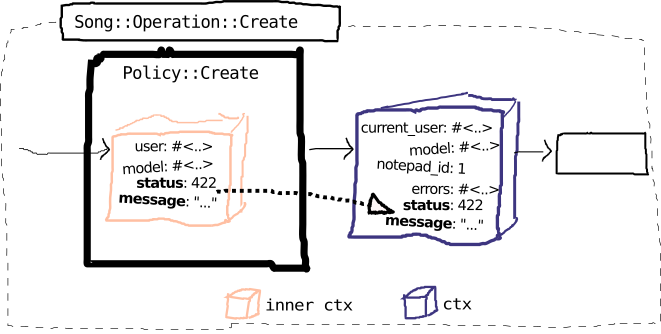 Song::Operation::Create
Policy::Create
user: #<..>
model: #<..>
status: 422
message: "..."
current_user: #<..>
model: #<..>
notepad_id: 1
errors: #<..>
status: 422
message: "..."
inner ctx
ctx